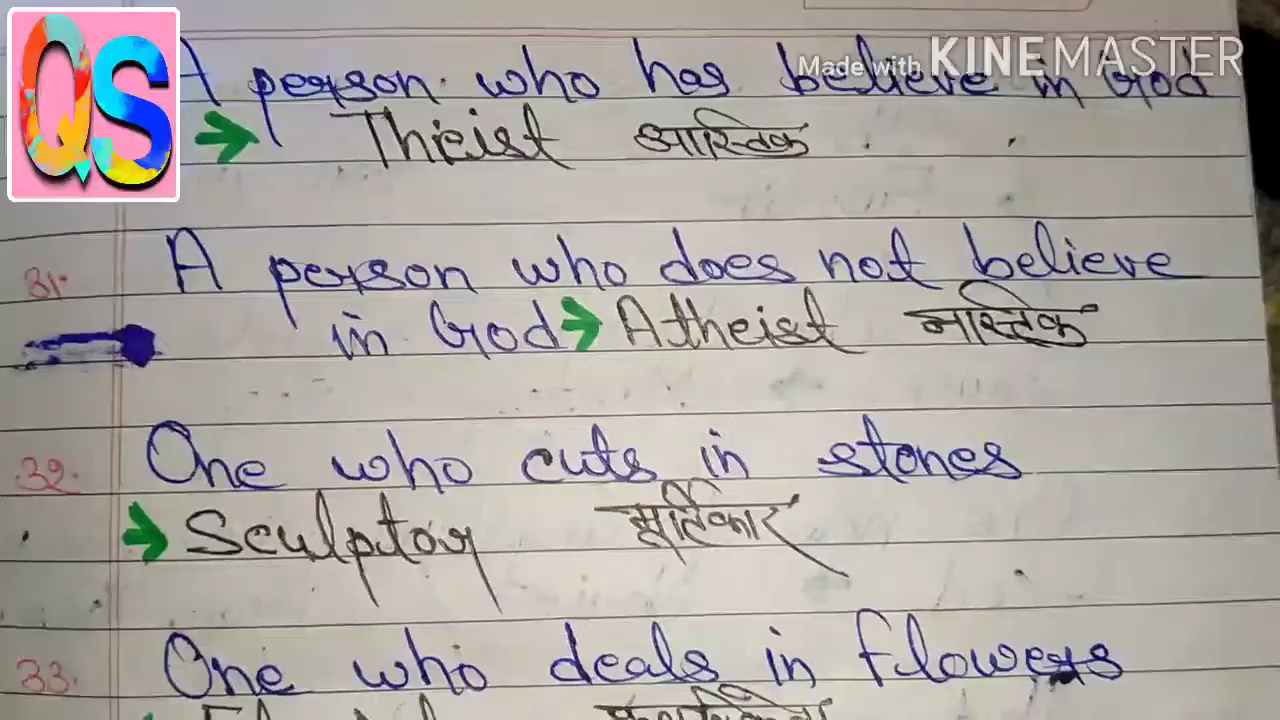 QS
Made with KINEMASTER
A person who has believe in God
Theist आस्तिक
31. A person who does not believe
in God Atheist नास्तिक
32. One who cuts in stones
Sculptor मूर्तिकार
33. One who deals in flowers